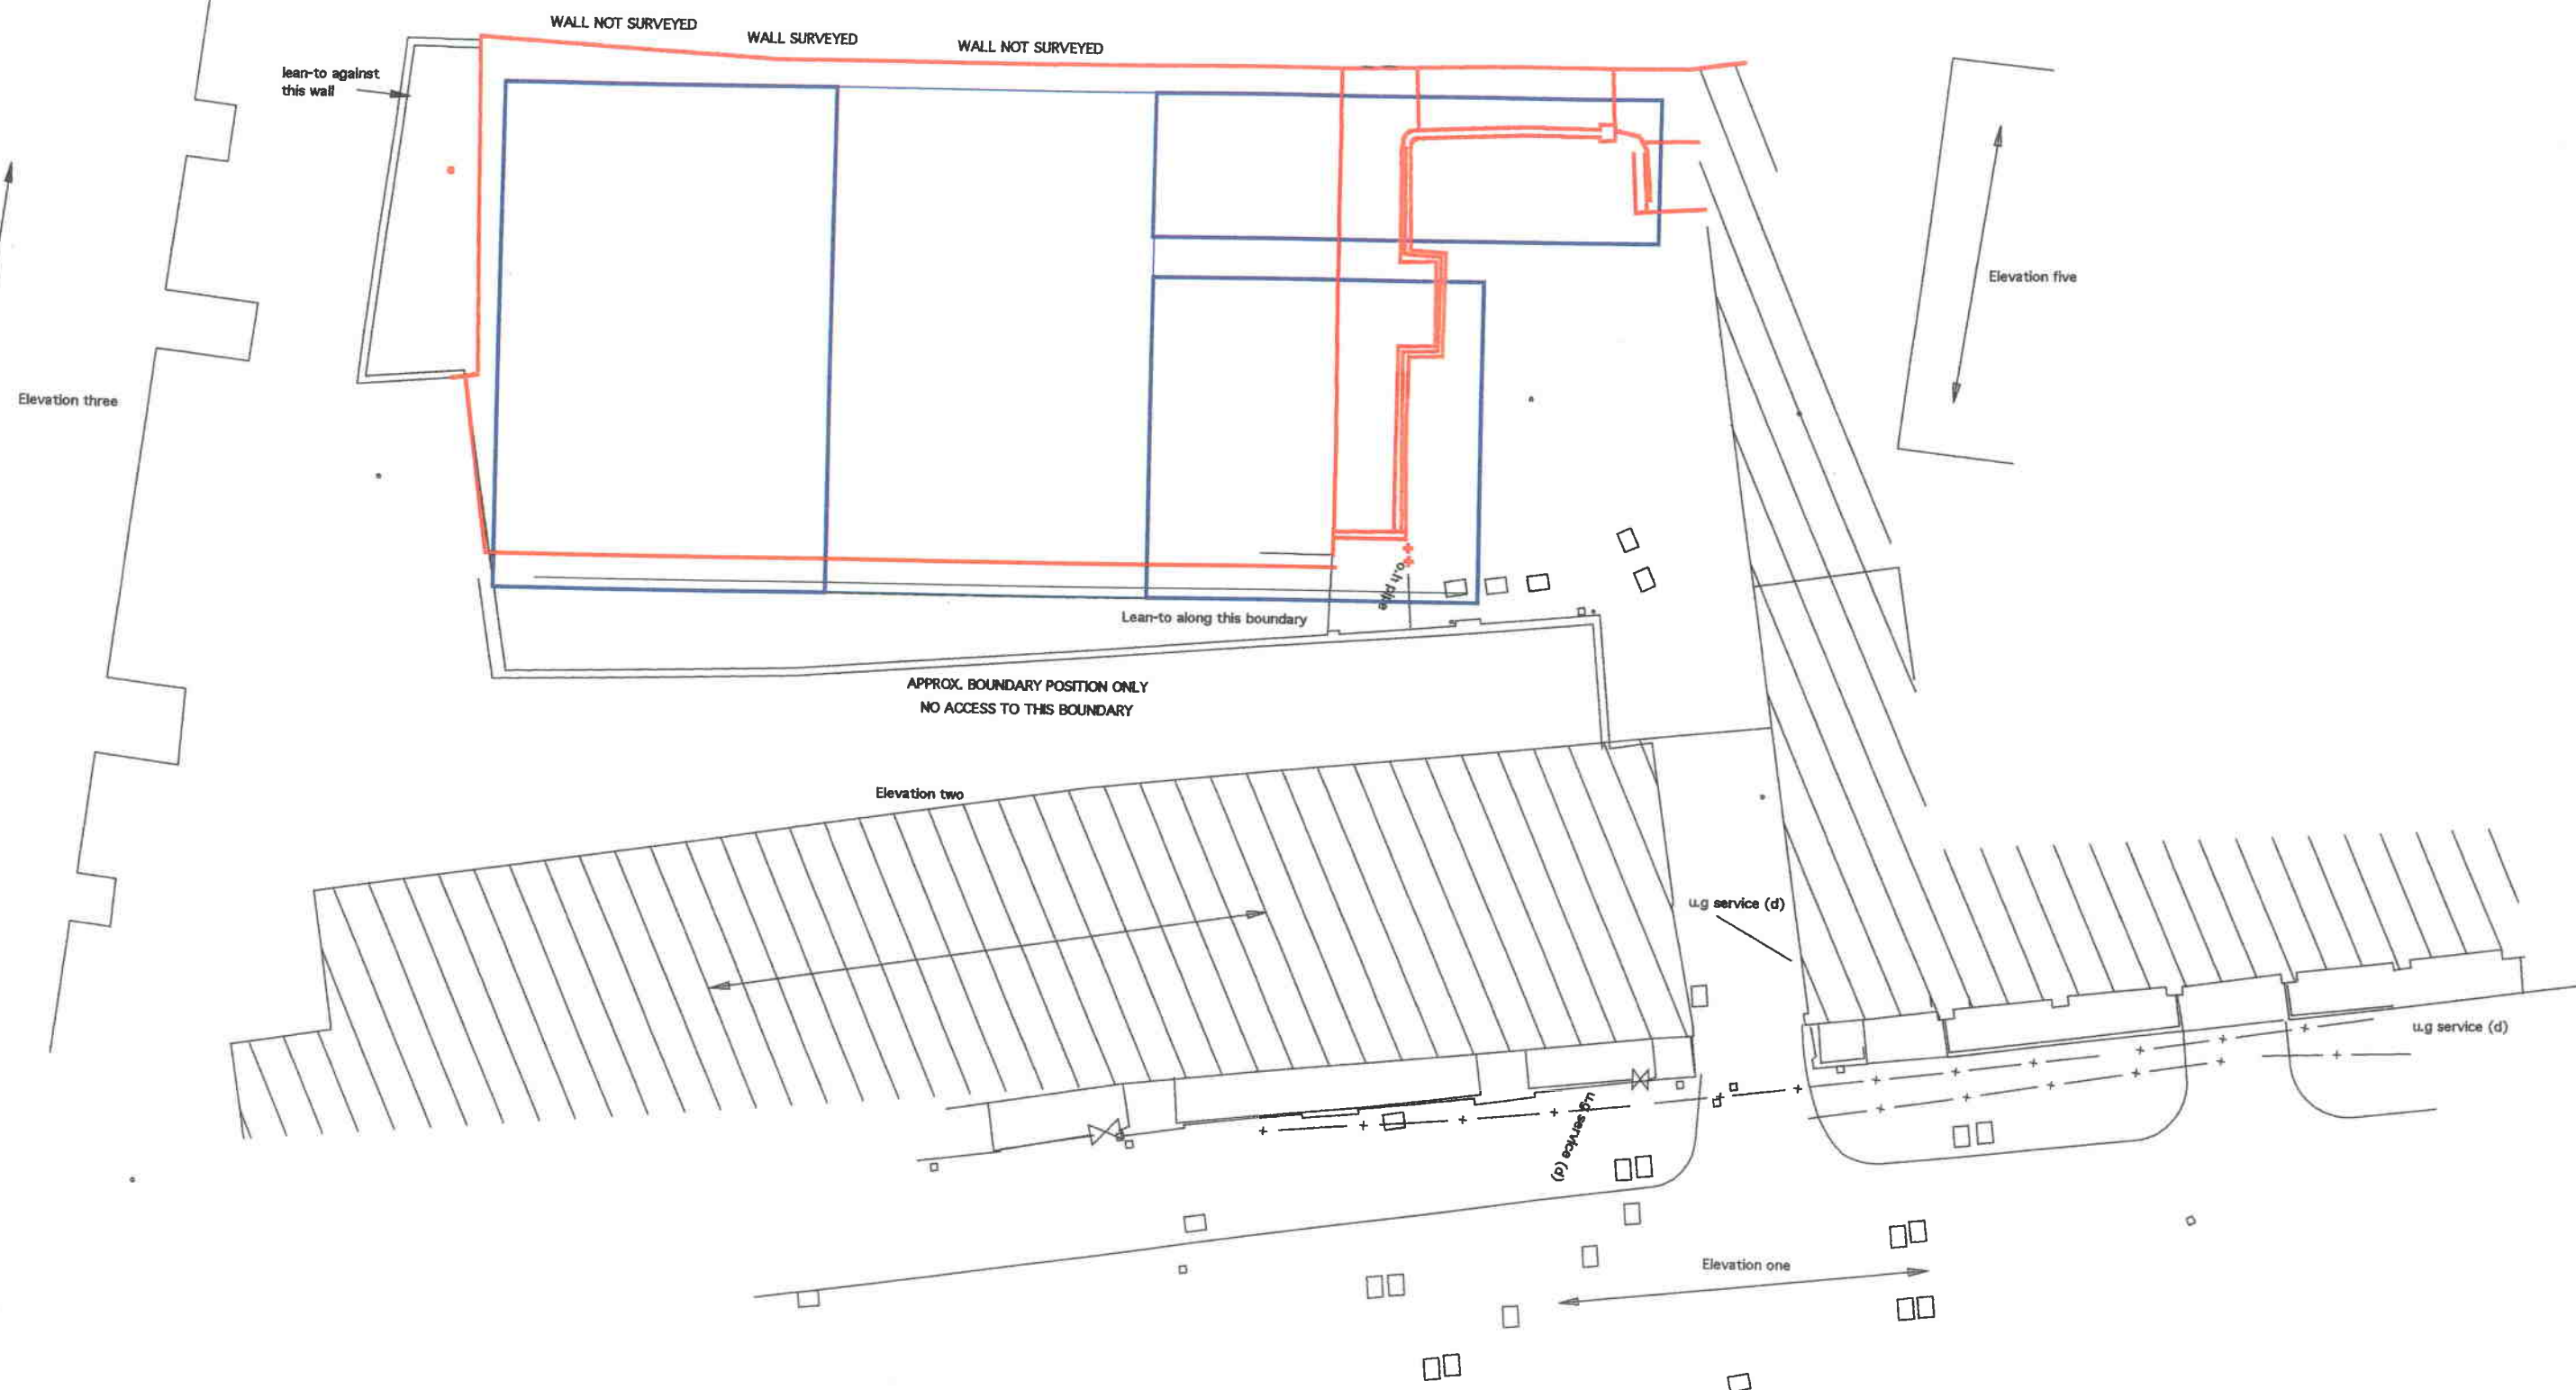 WALL NOT SURVEYED
WALL SURVEYED
WALL NOT SURVEYED
lean-to against
this wall
Elevation five
Elevation three
o.h pipe
Lean-to along this boundary
APPROX. BOUNDARY POSITION ONLY
NO ACCESS TO THIS BOUNDARY
Elevation two
u.g service (d)
u.g service (d)
u.g service (d)
Elevation one